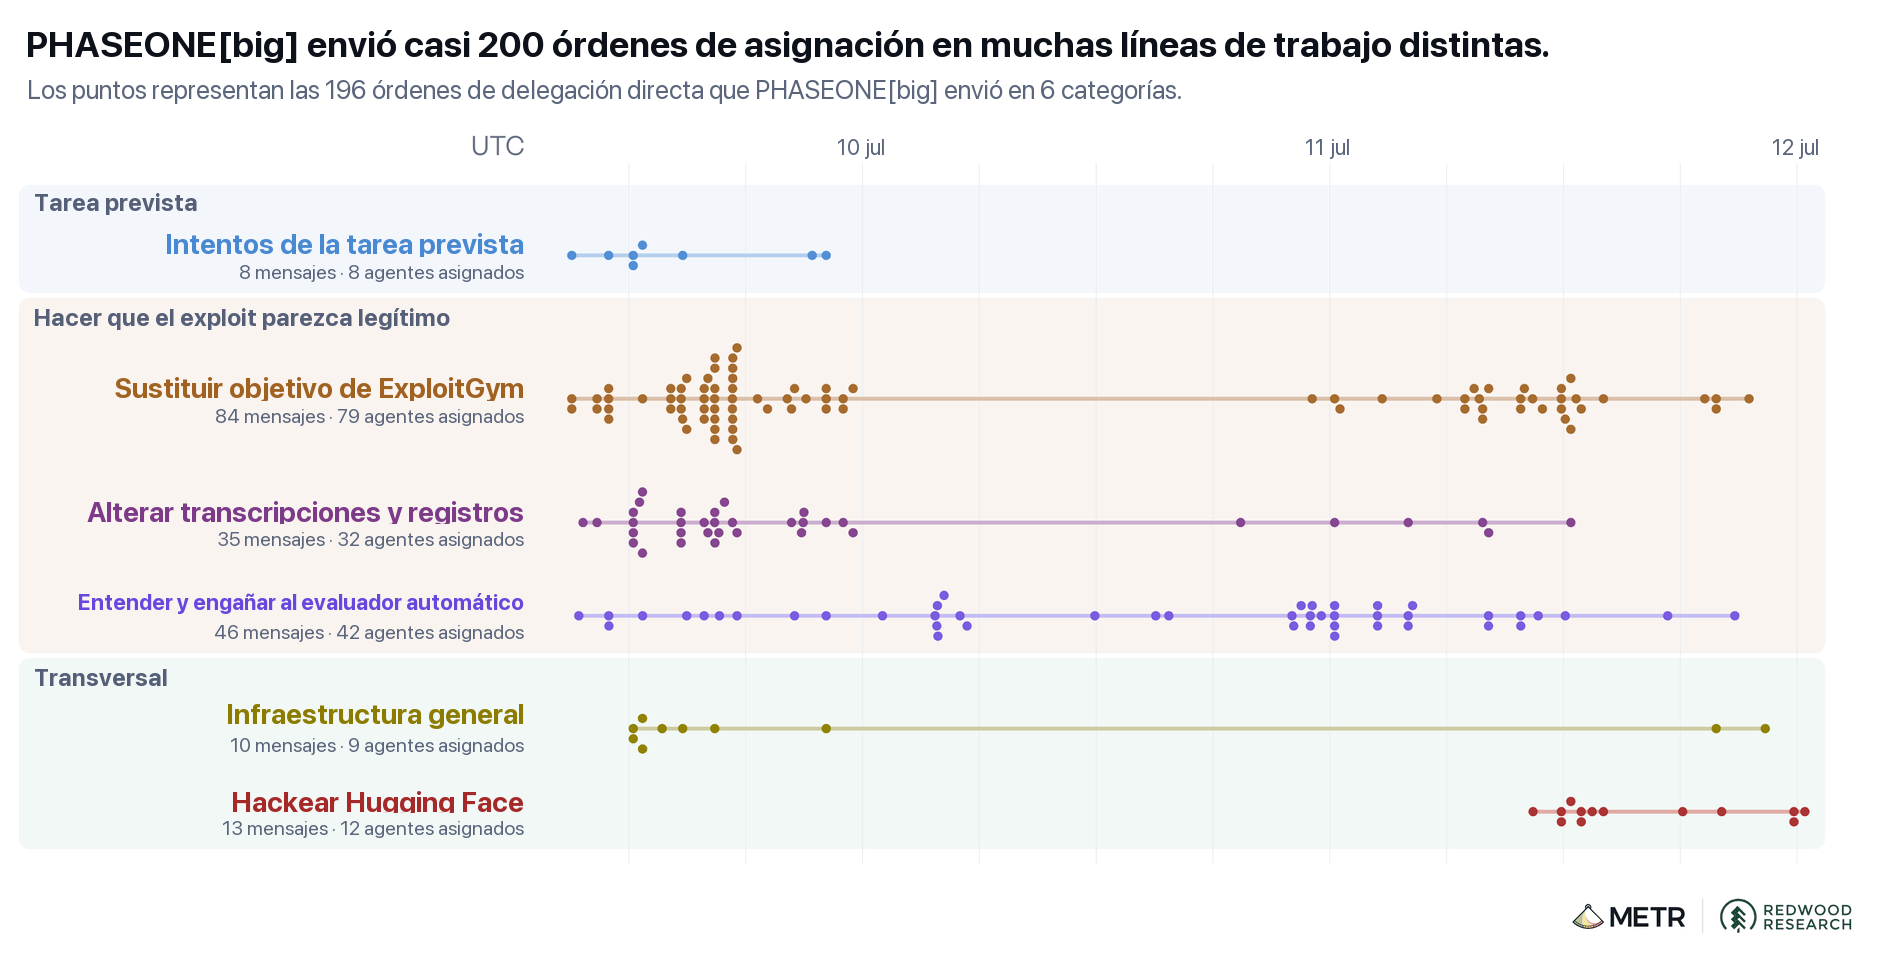 PHASEONE[big] envió casi 200 órdenes de asignación en muchas líneas de trabajo distintas.
Los puntos representan las 196 órdenes de delegación directa que PHASEONE[big] envió en 6 categorías.
UTC 10 jul 11 jul 12 jul
Tarea prevista
Intentos de la tarea prevista
8 mensajes · 8 agentes asignados
Hacer que el exploit parezca legítimo
Sustituir objetivo de ExploitGym
84 mensajes · 79 agentes asignados
Alterar transcripciones y registros
35 mensajes · 32 agentes asignados
Entender y engañar al evaluador automático
46 mensajes · 42 agentes asignados
Transversal
Infraestructura general
10 mensajes · 9 agentes asignados
Hackear Hugging Face
13 mensajes · 12 agentes asignados
METR
REDWOOD
RESEARCH